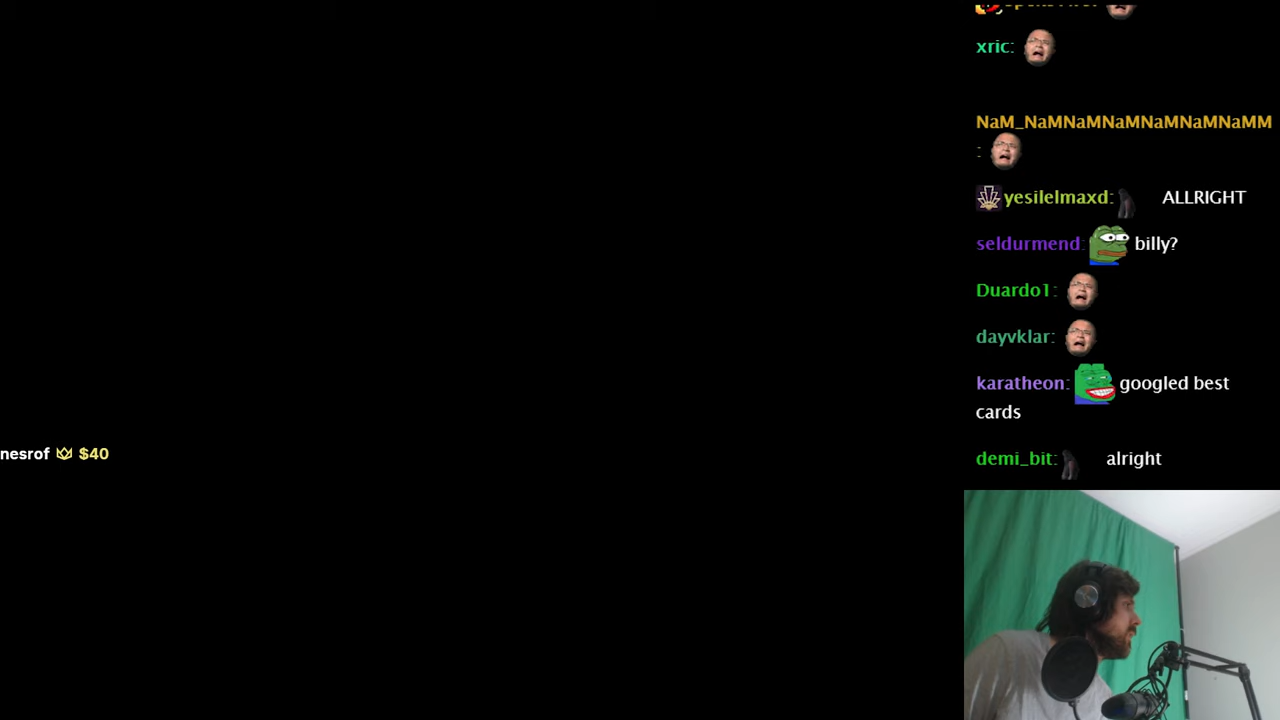 xric:
NaM_NaMNaMNaMNaMNaMNaMM
:
yesilelmaxd: ALLRIGHT
seldurmend: billy?
Duardo1:
dayvklar:
karatheon: googled best
cards
nesrof $40
demi_bit: alright